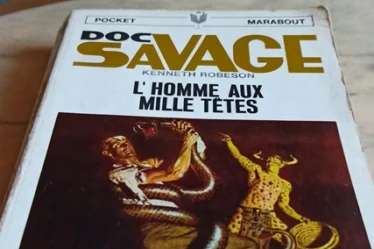 POCKET MARABOUT
DOC
SAVAGE
KENNETH ROBESON
L'HOMME AUX
MILLE TÊTES